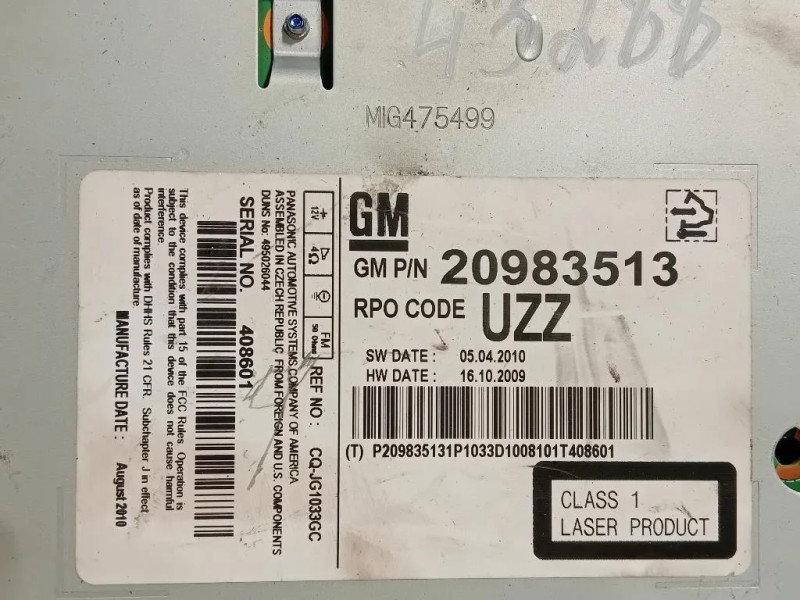 43288
MIG475499
GM
GM P/N 20983513
RPO CODE UZZ
SW DATE : 05.04.2010
HW DATE : 16.10.2009
(T) P209835131P1033D1008101T408601
CLASS 1
LASER PRODUCT
12V
4Ω
FM
50 Ohms
REF NO : CQ-JG1033GC
PANASONIC AUTOMOTIVE SYSTEMS COMPANY OF AMERICA
ASSEMBLED IN CZECH REPUBLIC FROM FOREIGN AND U.S. COMPONENTS
DUNS No: 495028044
SERIAL NO. 408601
This device complies with part 15 of the FCC Rules. Operation is
subject to the condition that this device does not cause harmful
interference.
Product complies with DHHS Rules 21 CFR. Subchapter J in effect
as of date of manufacture
MANUFACTURE DATE : August 2010